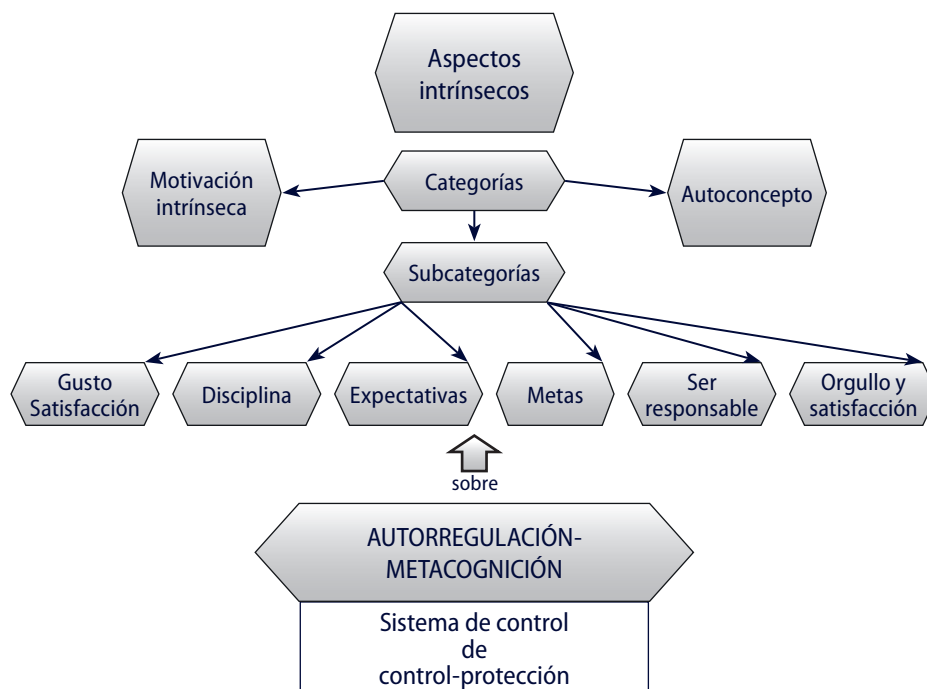 Aspectos
intrínsecos
Motivación
intrínseca
Categorías
Autoconcepto
Subcategorías
Gusto
Satisfacción
Disciplina
Expectativas
Metas
Ser
responsable
Orgullo y
satisfacción
sobre
AUTORREGULACIÓN-
METACOGNICIÓN
Sistema de control
de
control-protección